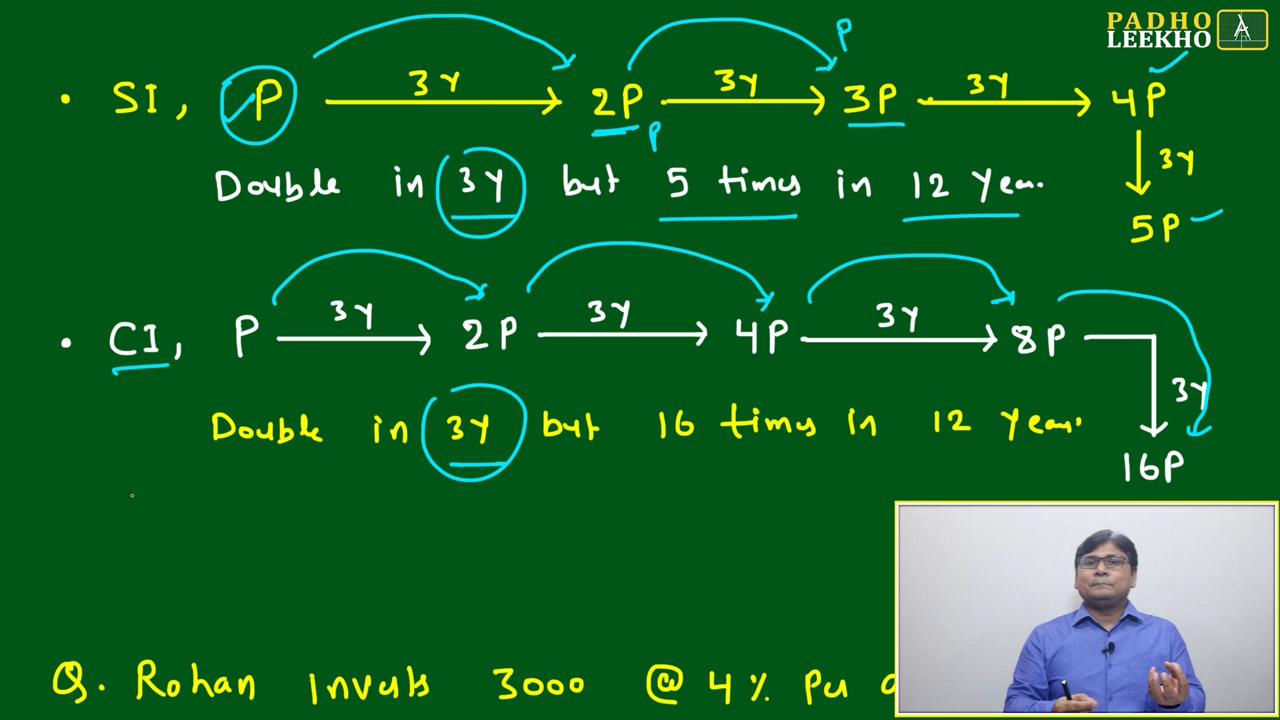 PADHO
LEEKHO
• SI, P 3Y 2P 3Y 3P 3Y 4P
P
P
3Y
5P
Double in 3Y but 5 times in 12 Year.
• CI, P 3Y 2P 3Y 4P 3Y 8P
3Y
16P
Double in 3Y but 16 times in 12 Year.
Q. Rohan invests 3000 @ 4% Per